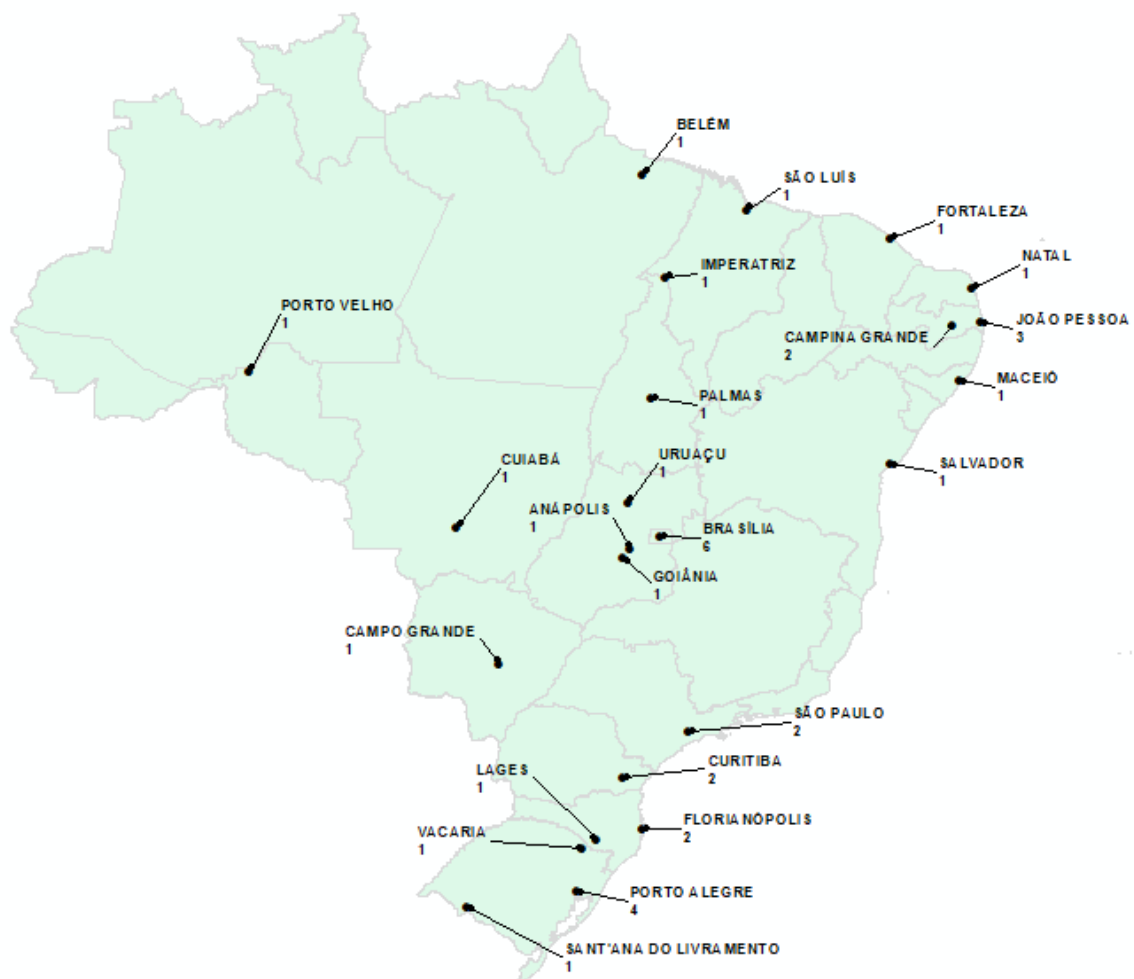 BELÉM
1
SÃO LUÍS
1
FORTALEZA
1
NATAL
1
IMPERATRIZ
1
PORTO VELHO
1
JOÃO PESSOA
3
CAMPINA GRANDE
2
MACEIÓ
1
PALMAS
1
URUAÇU
1
CUIABÁ
1
SALVADOR
1
ANÁPOLIS
1
BRASÍLIA
6
GOIÂNIA
1
CAMPO GRANDE
1
SÃO PAULO
2
CURITIBA
2
LAGES
1
FLORIANÓPOLIS
2
VACARIA
1
PORTO ALEGRE
4
SANT'ANA DO LIVRAMENTO
1